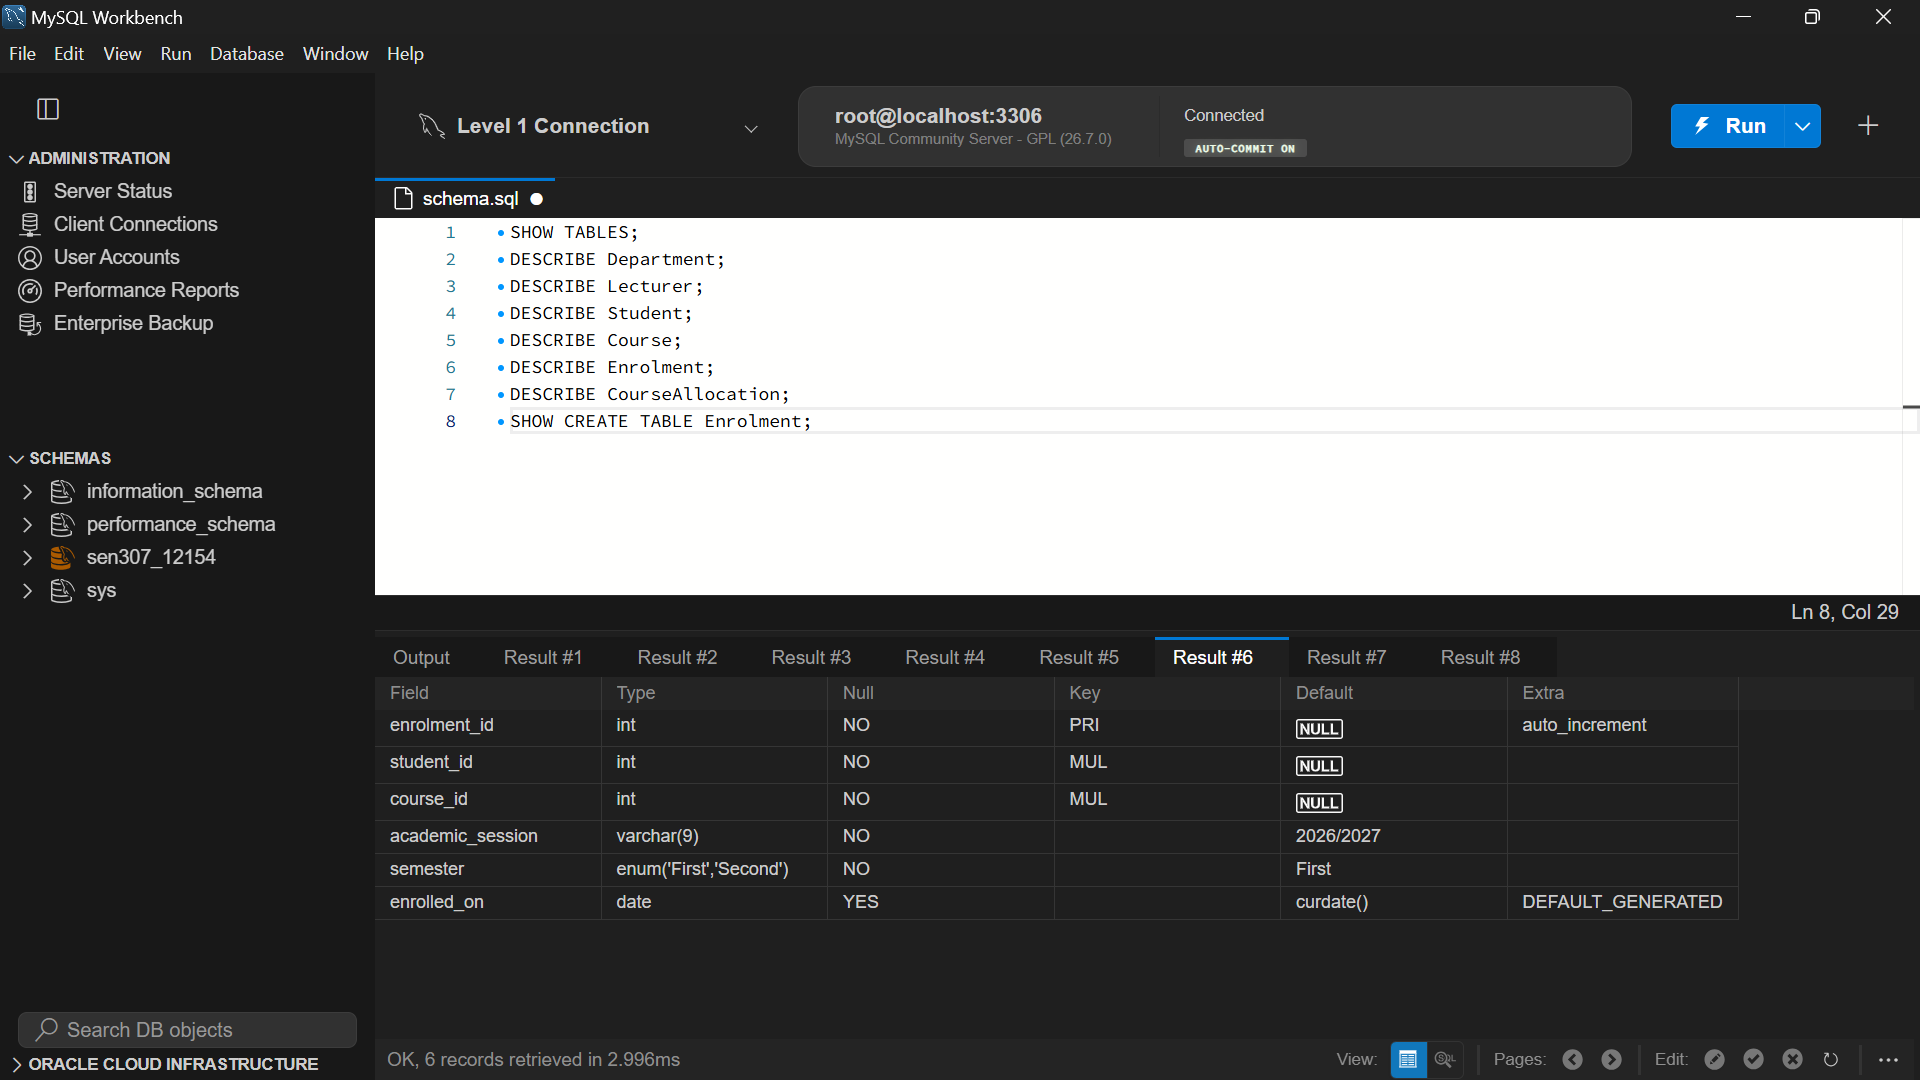 MySQL Workbench
File Edit View Run Database Window Help
Level 1 Connection
root@localhost:3306
MySQL Community Server - GPL (26.7.0)
Connected
AUTO-COMMIT ON
Run
ADMINISTRATION
Server Status
Client Connections
User Accounts
Performance Reports
Enterprise Backup
SCHEMAS
information_schema
performance_schema
sen307_12154
sys
Search DB objects
ORACLE CLOUD INFRASTRUCTURE
schema.sql
1 SHOW TABLES;
2 DESCRIBE Department;
3 DESCRIBE Lecturer;
4 DESCRIBE Student;
5 DESCRIBE Course;
6 DESCRIBE Enrolment;
7 DESCRIBE CourseAllocation;
8 SHOW CREATE TABLE Enrolment;
Ln 8, Col 29
Output Result #1 Result #2 Result #3 Result #4 Result #5 Result #6 Result #7 Result #8
Field Type Null Key Default Extra
enrolment_id int NO PRI NULL auto_increment
student_id int NO MUL NULL
course_id int NO MUL NULL
academic_session varchar(9) NO 2026/2027
semester enum('First','Second') NO First
enrolled_on date YES curdate() DEFAULT_GENERATED
OK, 6 records retrieved in 2.996ms
View: SQL Pages: Edit: